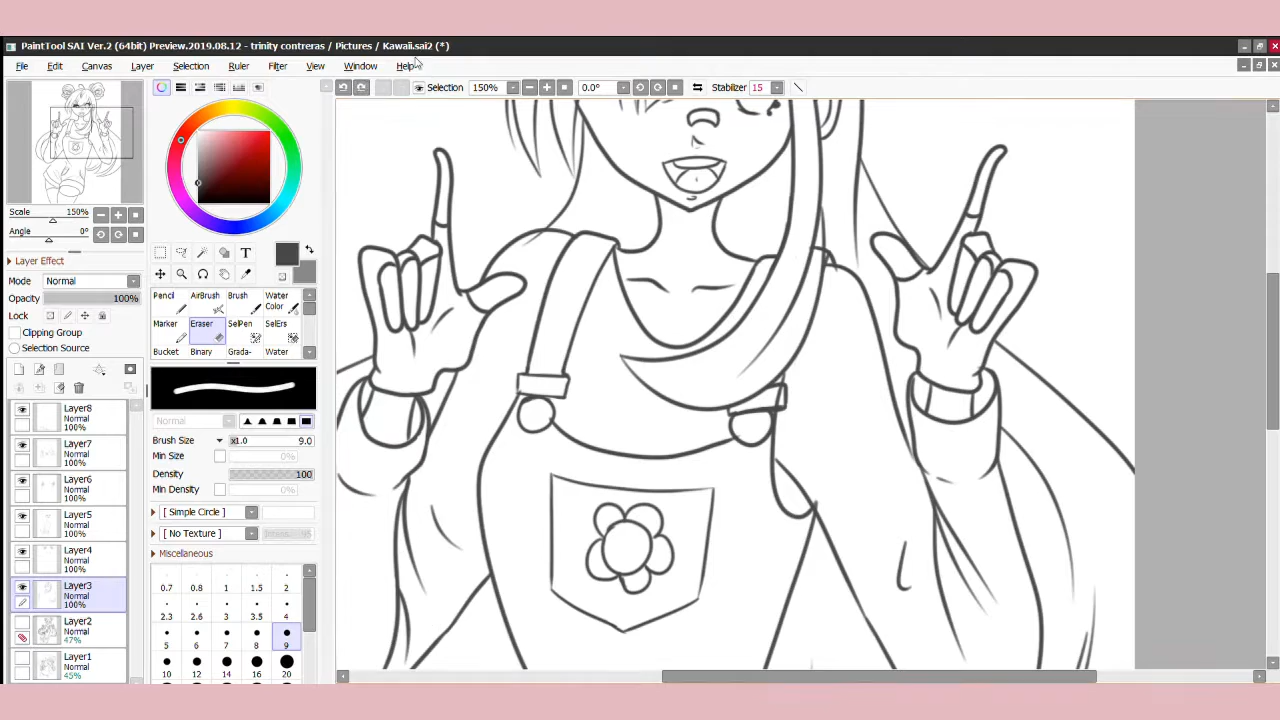 PaintTool SAI Ver.2 (64bit) Preview.2019.08.12 - trinity contreras / Pictures / Kawaii.sai2 (*)
File Edit Canvas Layer Selection Ruler Filter View Window Help
Selection 150% 0.0° Stabilizer 15
Scale 150%
Angle 0°
Layer Effect
Mode Normal
Opacity 100%
Lock
Clipping Group
Selection Source
Layer8
Normal
100%
Layer7
Normal
100%
Layer6
Normal
100%
Layer5
Normal
100%
Layer4
Normal
100%
Layer3
Normal
100%
Layer2
Normal
47%
Layer1
Normal
45%
T
Pencil AirBrush Brush Water Color
Marker Eraser SelPen SelErs
Bucket Binary Grada- Water
Normal
Brush Size x1.0 9.0
Min Size 0%
Density 100
Min Density 0%
[ Simple Circle ]
[ No Texture ]
Miscellaneous
0.7 0.8 1 1.5 2
2.3 2.6 3 3.5 4
5 6 7 8 9
10 12 14 16 20